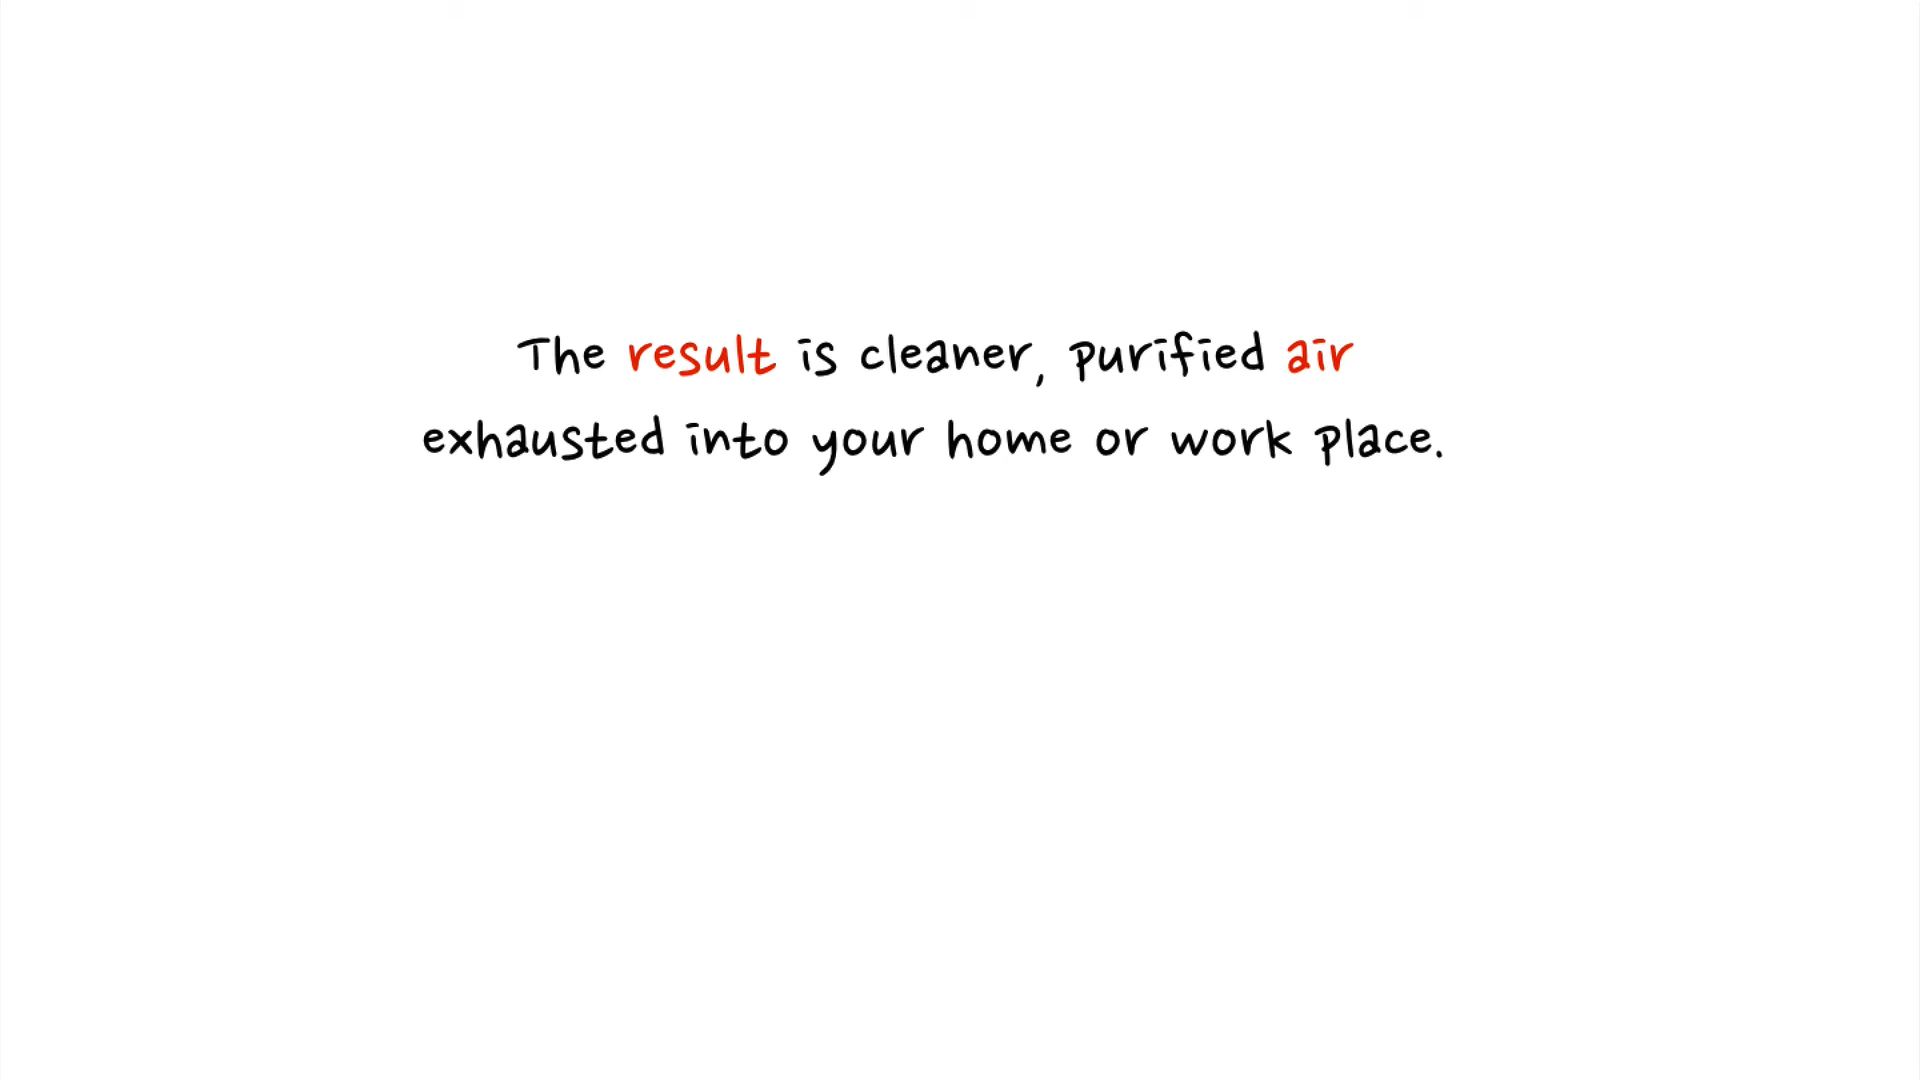 The result is cleaner, purified air
exhausted into your home or work place.